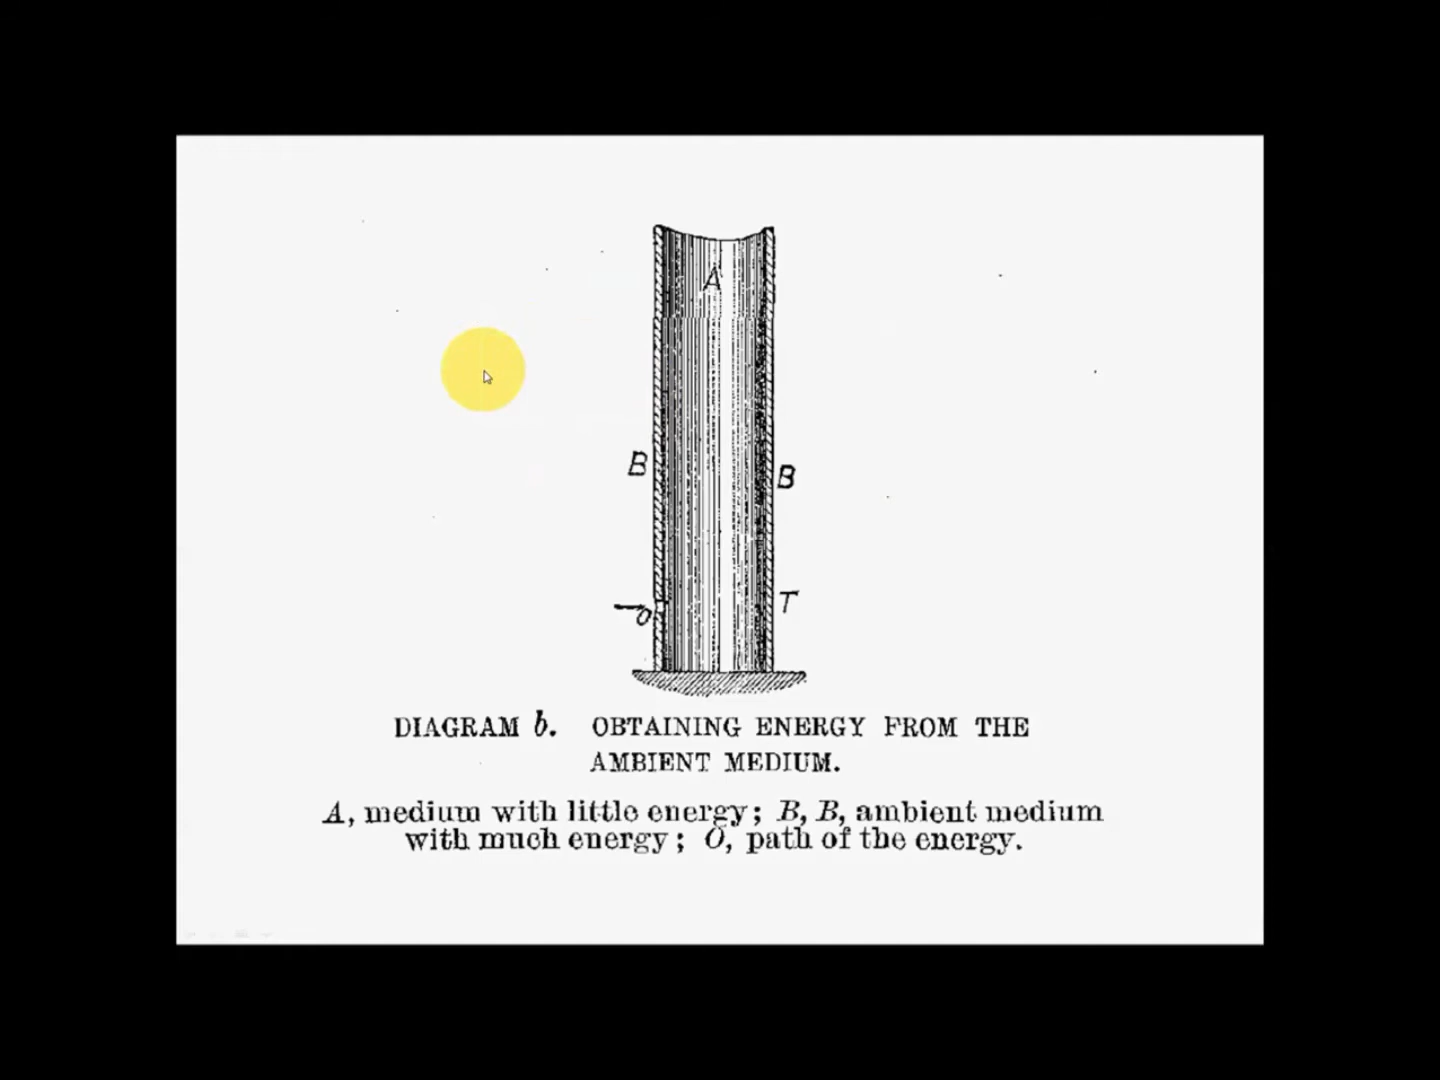 A
B
B
O
T
DIAGRAM b. OBTAINING ENERGY FROM THE
AMBIENT MEDIUM.
A, medium with little energy; B, B, ambient medium
with much energy; O, path of the energy.